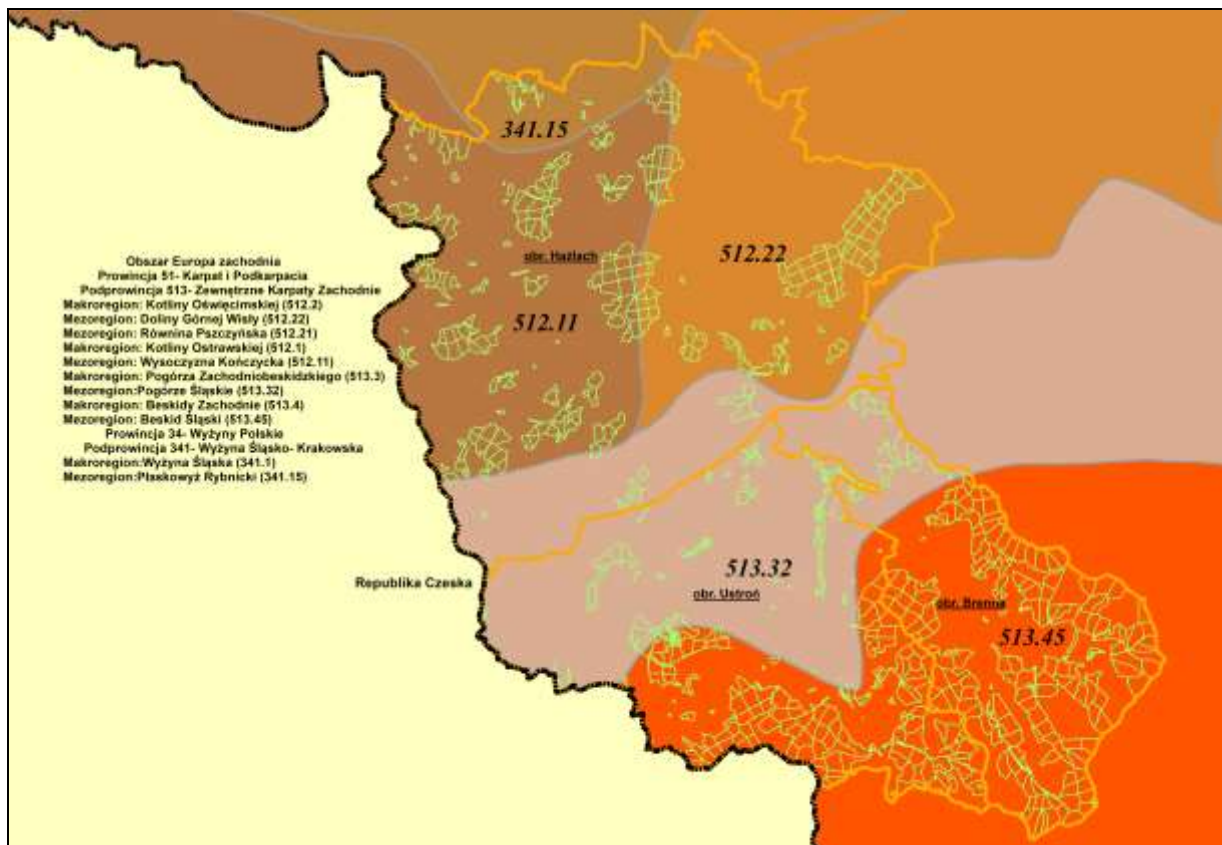 341.15
obr. Hażlach
512.22
512.11
Obszar Europa zachodnia
Prowincja 51- Karpat i Podkarpacia
Podprowincja 513- Zewnętrzne Karpaty Zachodnie
Makroregion: Kotliny Oświęcimskiej (512.2)
Mezoregion: Doliny Górnej Wisły (512.22)
Mezoregion: Równina Pszczyńska (512.21)
Makroregion: Kotliny Ostrawskiej (512.1)
Mezoregion: Wysoczyzna Kończycka (512.11)
Makroregion: Pogórza Zachodniobeskidzkiego (513.3)
Mezoregion:Pogórze Śląskie (513.32)
Makroregion: Beskidy Zachodnie (513.4)
Mezoregion: Beskid Śląski (513.45)
Prowincja 34- Wyżyny Polskie
Podprowincja 341- Wyżyna Śląsko- Krakowska
Makroregion:Wyżyna Śląska (341.1)
Mezoregion:Płaskowyż Rybnicki (341.15)
Republika Czeska
513.32
obr. Ustroń
obr. Brenna
513.45